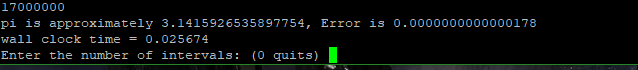 17000000
pi is approximately 3.1415926535897754, Error is 0.0000000000000178
wall clock time = 0.025674
Enter the number of intervals: (0 quits)